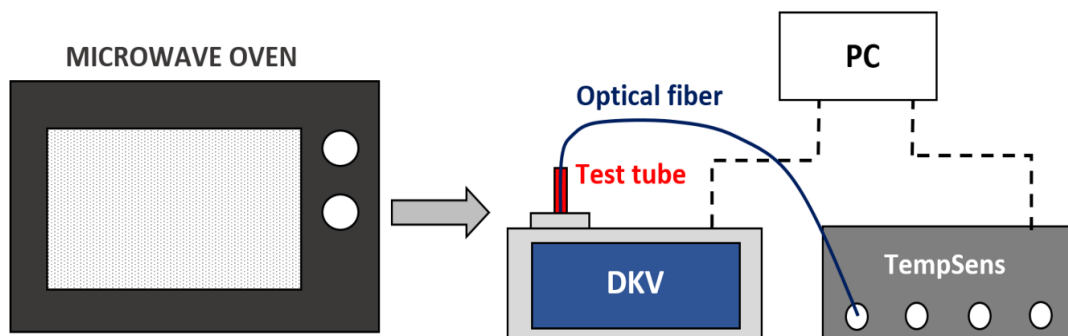 MICROWAVE OVEN
PC
Optical fiber
Test tube
DKV
TempSens